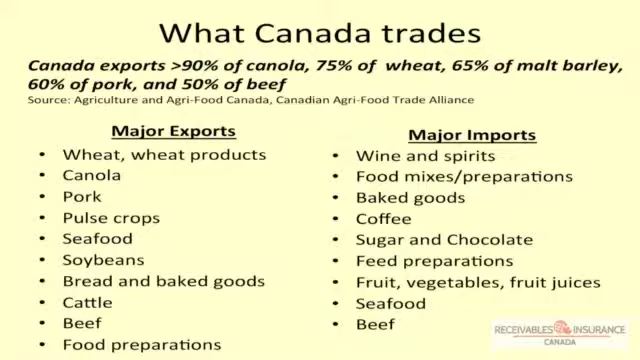 What Canada trades
Canada exports >90% of canola, 75% of wheat, 65% of malt barley,
60% of pork, and 50% of beef
Source: Agriculture and Agri-Food Canada, Canadian Agri-Food Trade Alliance
Major Exports
• Wheat, wheat products
• Canola
• Pork
• Pulse crops
• Seafood
• Soybeans
• Bread and baked goods
• Cattle
• Beef
• Food preparations
Major Imports
• Wine and spirits
• Food mixes/preparations
• Baked goods
• Coffee
• Sugar and Chocolate
• Feed preparations
• Fruit, vegetables, fruit juices
• Seafood
• Beef
RECEIVABLES INSURANCE
CANADA